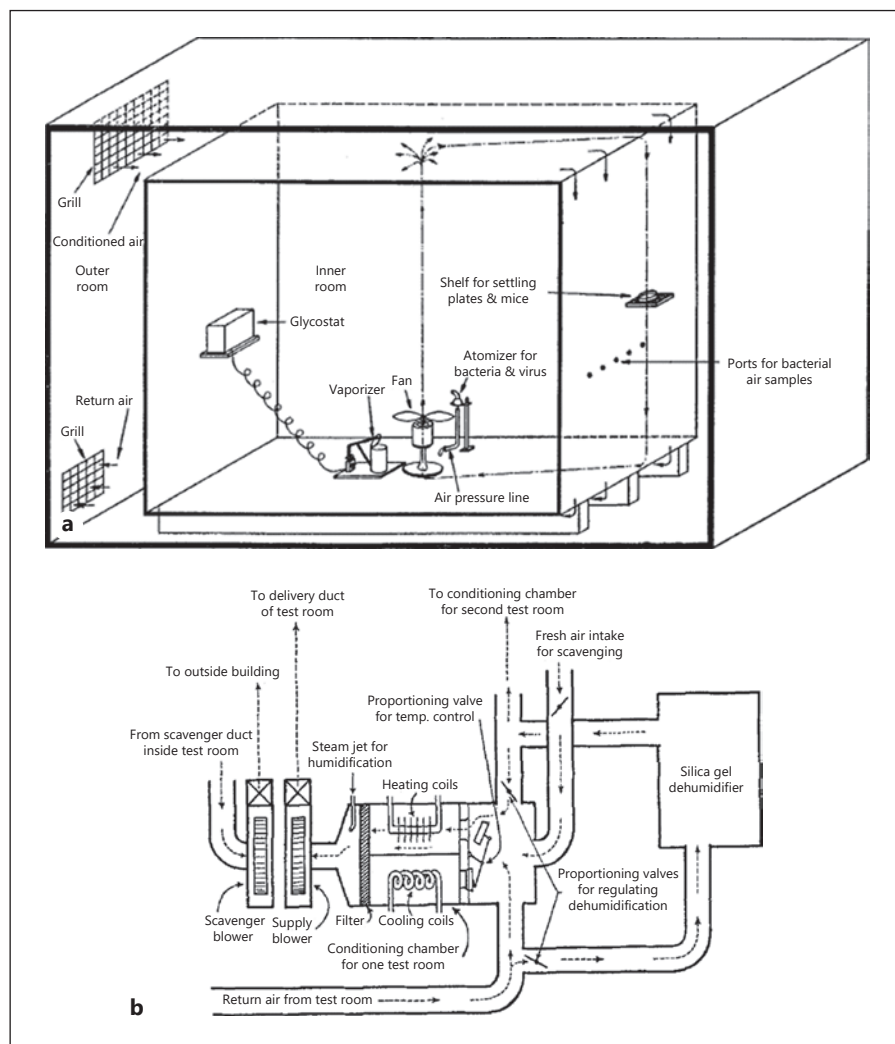 Grill
Conditioned air
Outer
room
Inner
room
Glycostat
Shelf for settling
plates & mice
Atomizer for
bacteria & virus
Fan
Vaporizer
Ports for bacterial
air samples
Return air
Grill
Air pressure line
a
To delivery duct
of test room
To conditioning chamber
for second test room
Fresh air intake
for scavenging
To outside building
Proportioning valve
for temp. control
From scavenger duct
inside test room
Steam jet for
humidification
Heating coils
Silica gel
dehumidifier
Proportioning valves
for regulating
dehumidification
Scavenger
blower
Supply
blower
Filter
Cooling coils
Conditioning chamber
for one test room
b
Return air from test room